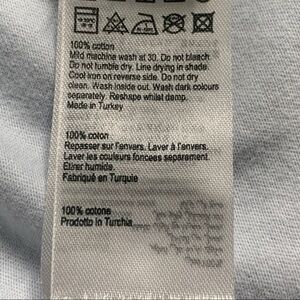 100% cotton
Mild machine wash at 30. Do not bleach.
Do not tumble dry. Line drying in shade.
Cool iron on reverse side. Do not dry
clean. Wash inside out. Wash dark colours
separately. Reshape whilst damp.
Made in Turkey
100% coton
Repasser sur l'envers. Laver à l'envers.
Laver les couleurs foncées separement.
Etirer humide.
Fabriqué en Turquie
100% cotone
Prodotto in Turchia